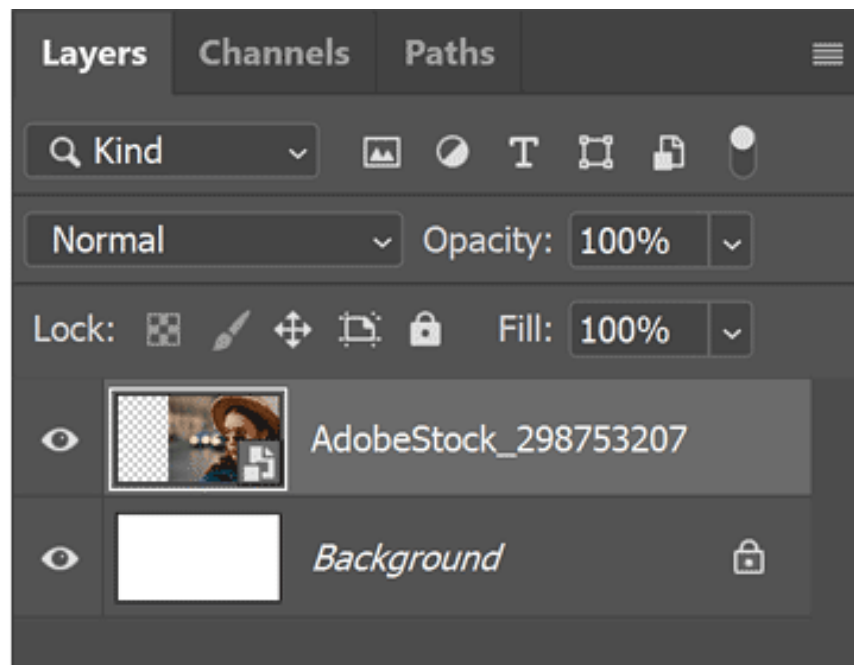 Layers Channels Paths
Kind
Normal Opacity: 100%
Lock: Fill: 100%
AdobeStock_298753207
Background